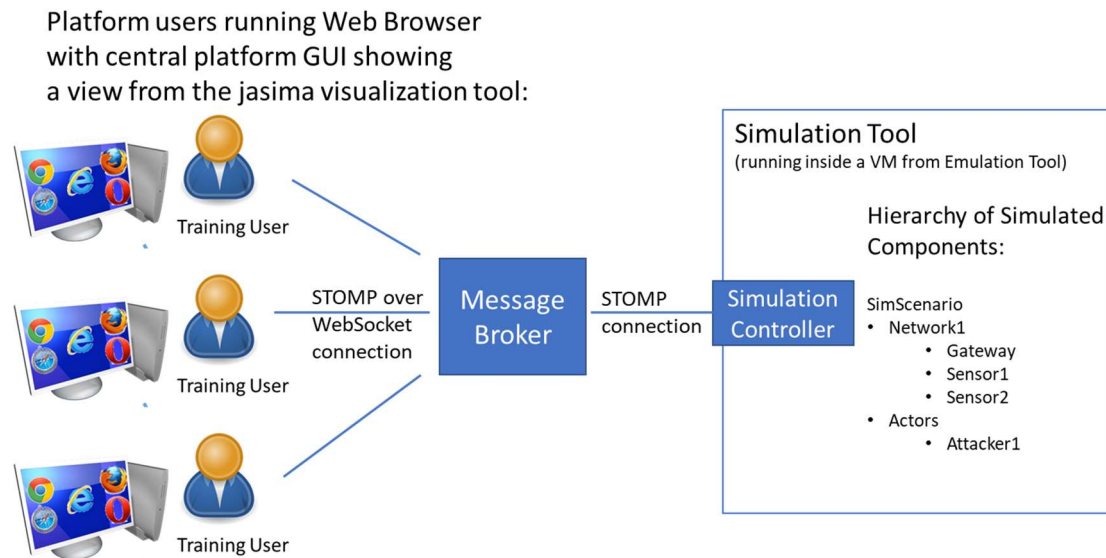 Platform users running Web Browser
with central platform GUI showing
a view from the jasima visualization tool:
Training User
Training User
Training User
STOMP over
WebSocket
connection
Message
Broker
STOMP
connection
Simulation Tool
(running inside a VM from Emulation Tool)
Simulation
Controller
Hierarchy of Simulated
Components:
SimScenario
• Network1
• Gateway
• Sensor1
• Sensor2
• Actors
• Attacker1